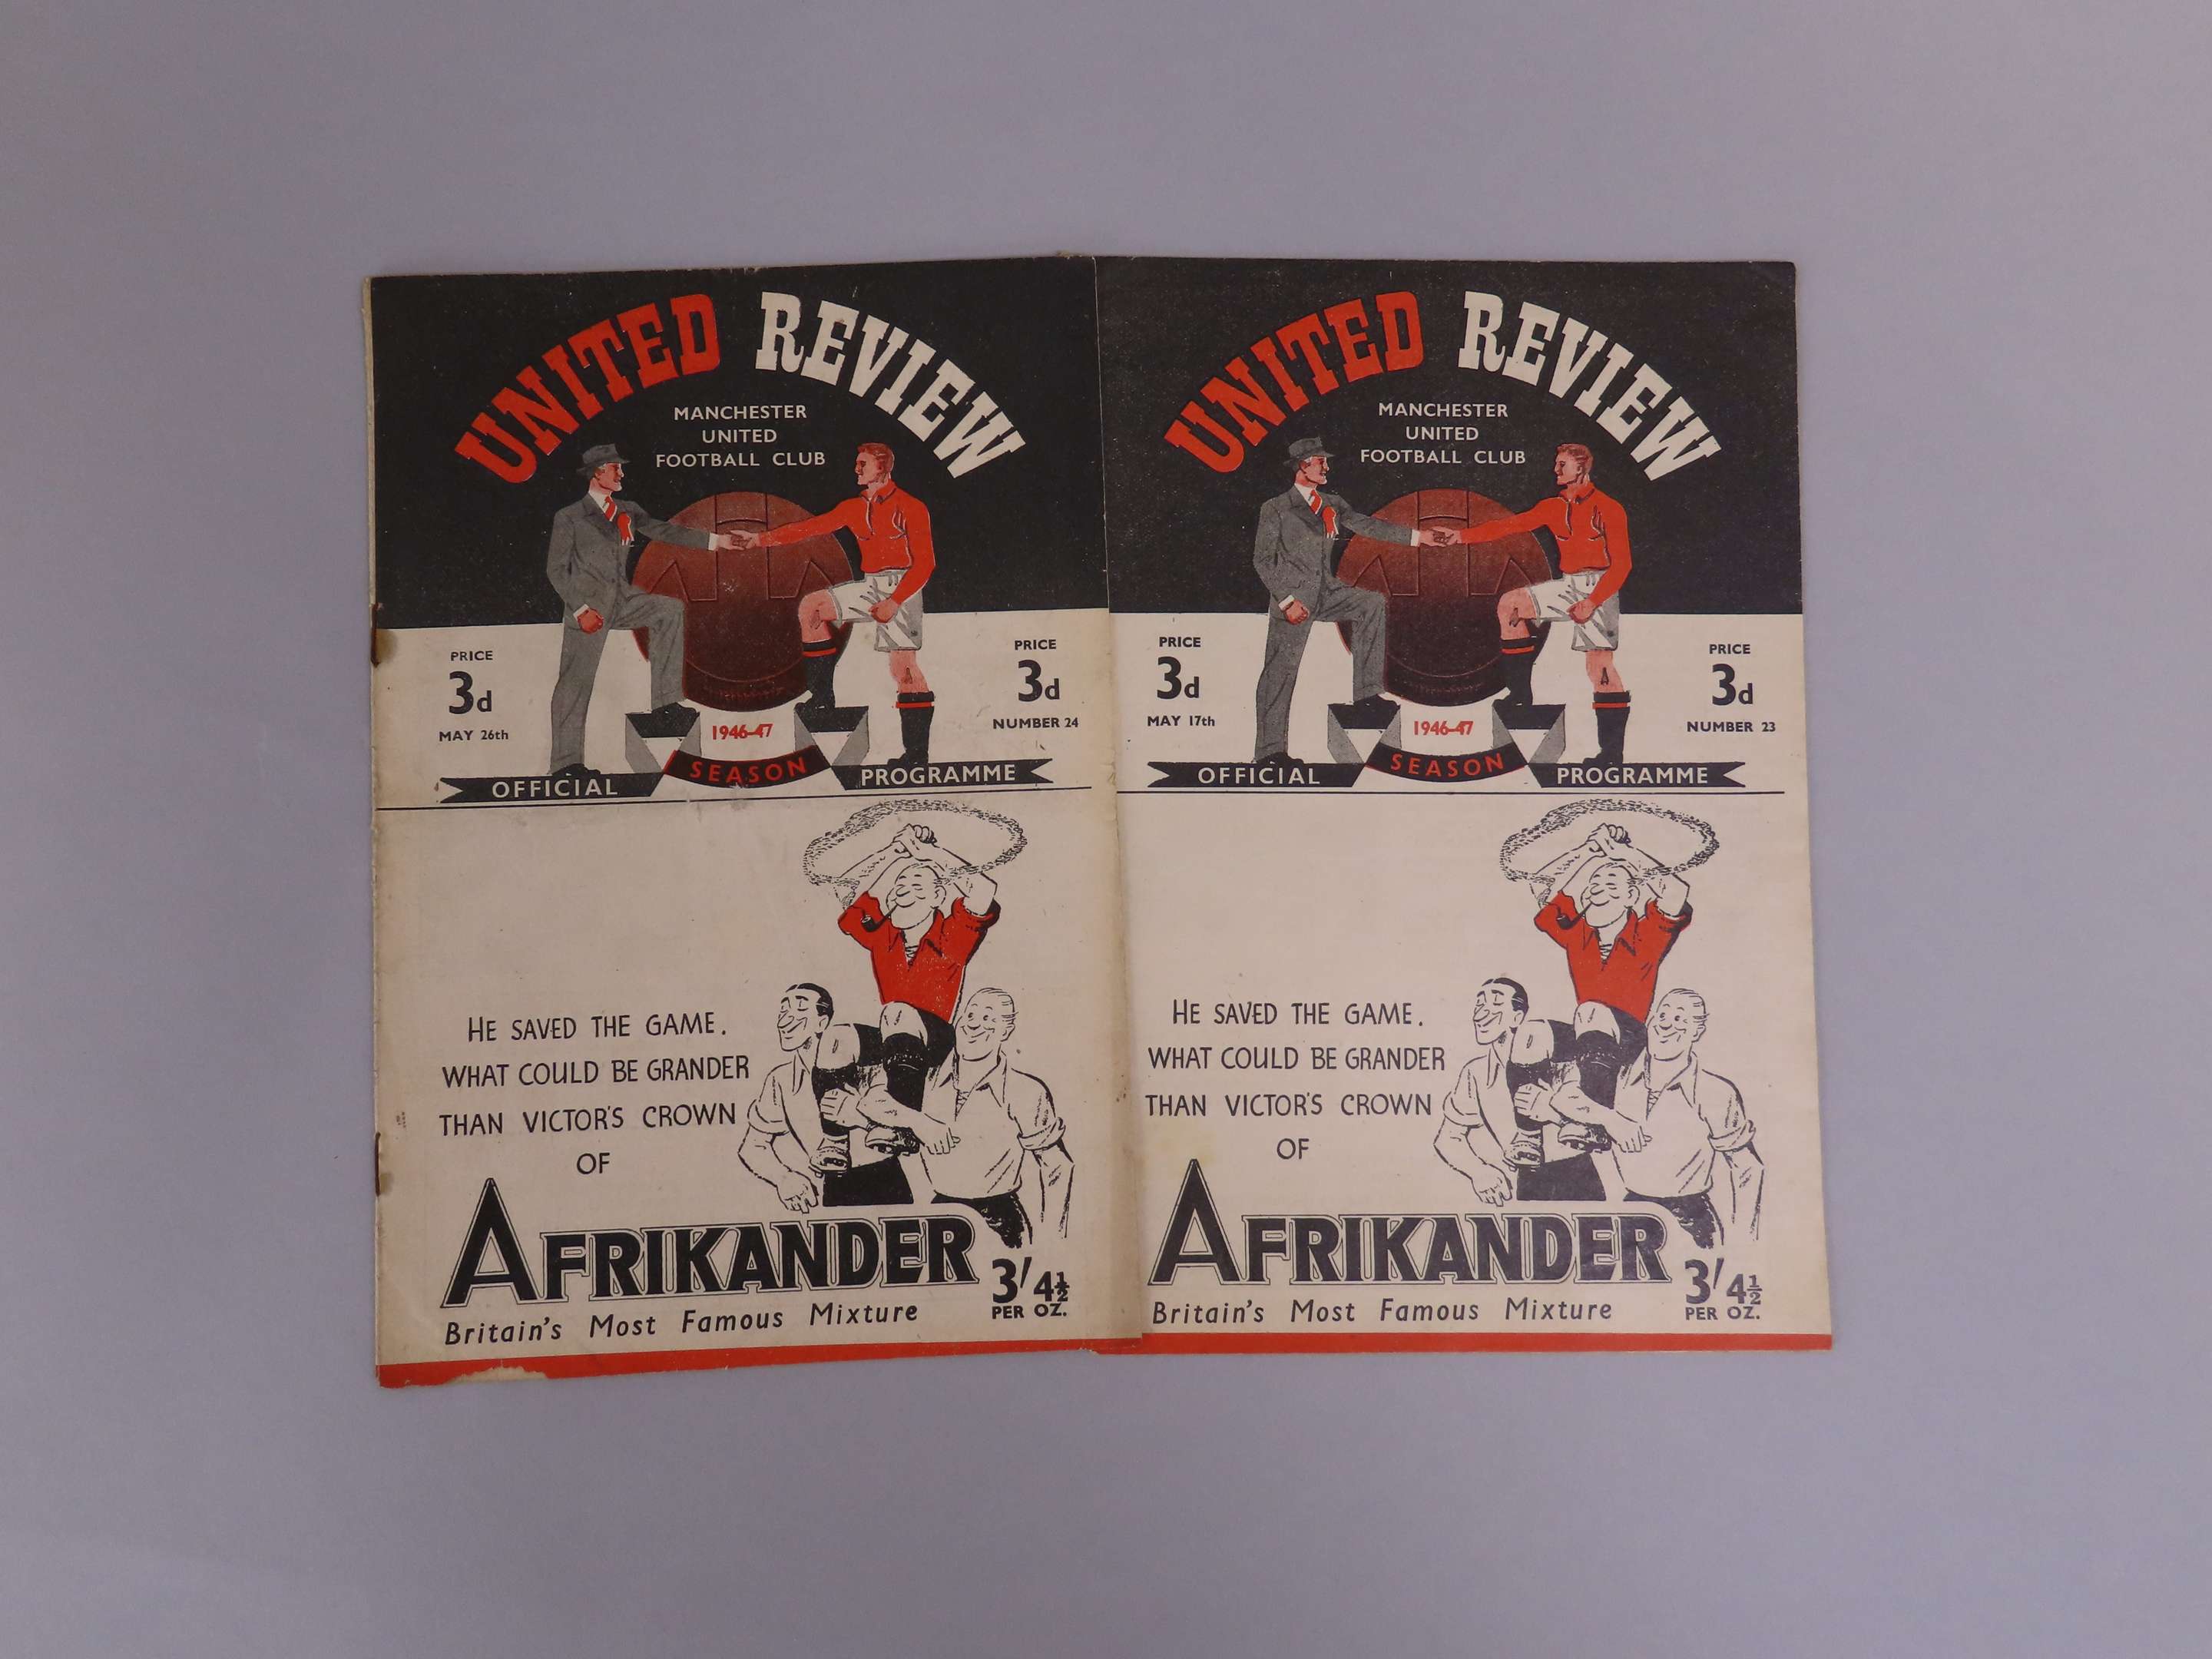 UNITED REVIEW
MANCHESTER
UNITED
FOOTBALL CLUB
PRICE
3d
MAY 26th
PRICE
3d
NUMBER 24
1946-47
SEASON
OFFICIAL
PROGRAMME
HE SAVED THE GAME.
WHAT COULD BE GRANDER
THAN VICTOR'S CROWN
OF
AFRIKANDER
3/4½
PER OZ.
Britain's Most Famous Mixture
UNITED REVIEW
MANCHESTER
UNITED
FOOTBALL CLUB
PRICE
3d
MAY 17th
PRICE
3d
NUMBER 23
1946-47
SEASON
OFFICIAL
PROGRAMME
HE SAVED THE GAME.
WHAT COULD BE GRANDER
THAN VICTOR'S CROWN
OF
AFRIKANDER
3/4½
PER OZ.
Britain's Most Famous Mixture